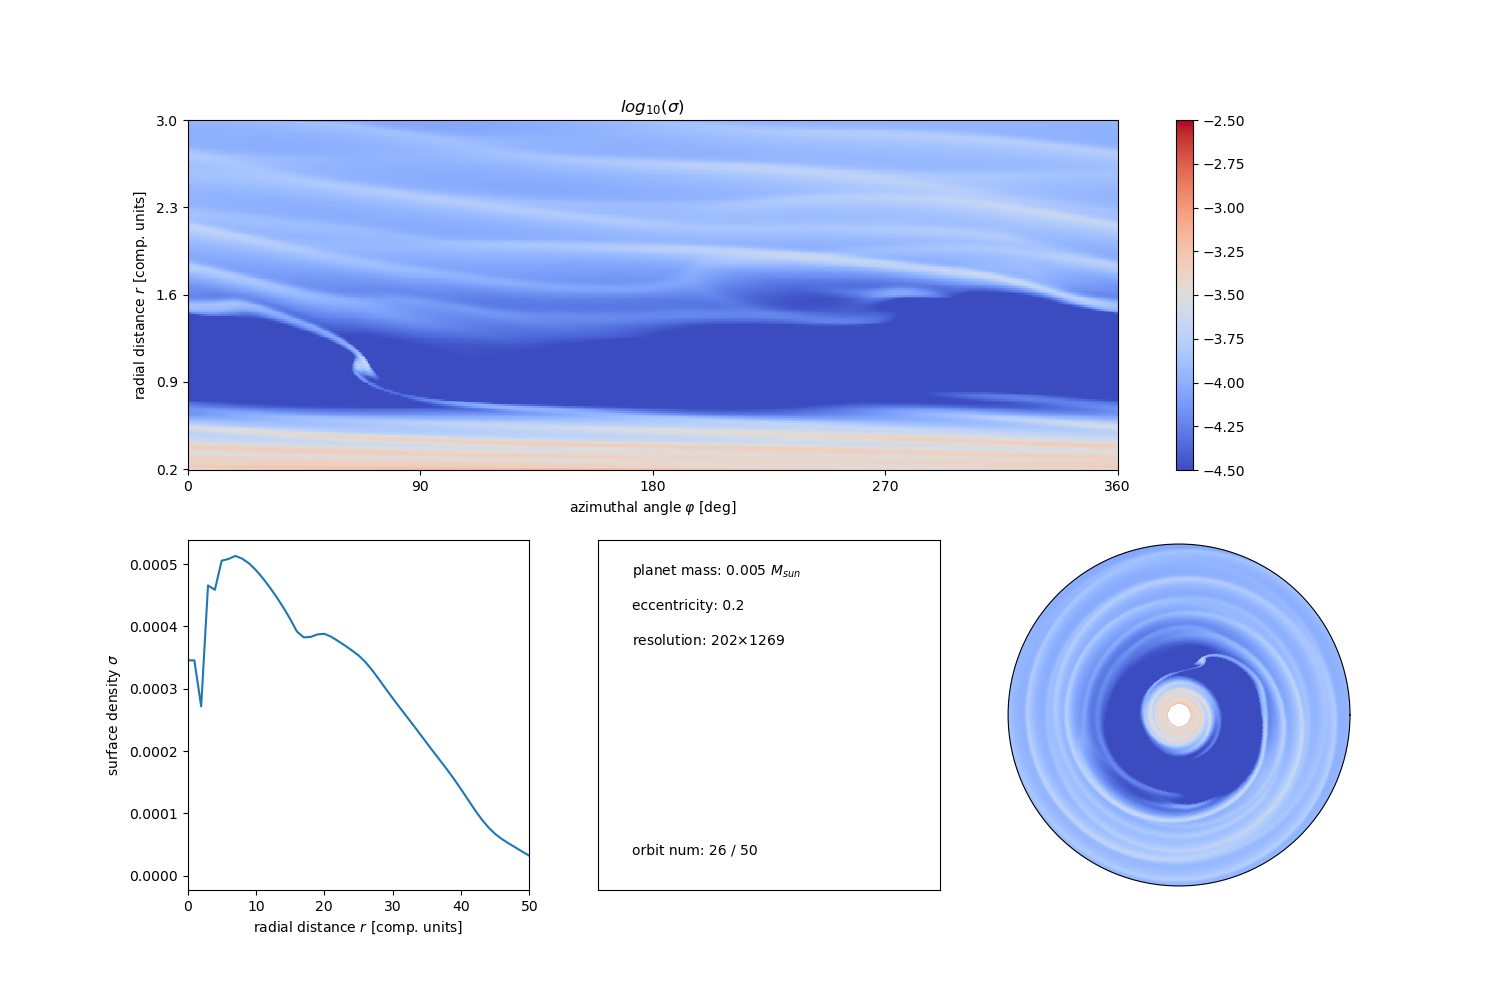 log₁₀(σ)
3.0
2.3
1.6
0.9
0.2
radial distance r [comp. units]
0 90 180 270 360
azimuthal angle φ [deg]
−2.50
−2.75
−3.00
−3.25
−3.50
−3.75
−4.00
−4.25
−4.50
0.0005
0.0004
0.0003
0.0002
0.0001
0.0000
surface density σ
0 10 20 30 40 50
radial distance r [comp. units]
planet mass: 0.005 M_sun
eccentricity: 0.2
resolution: 202×1269
orbit num: 26 / 50